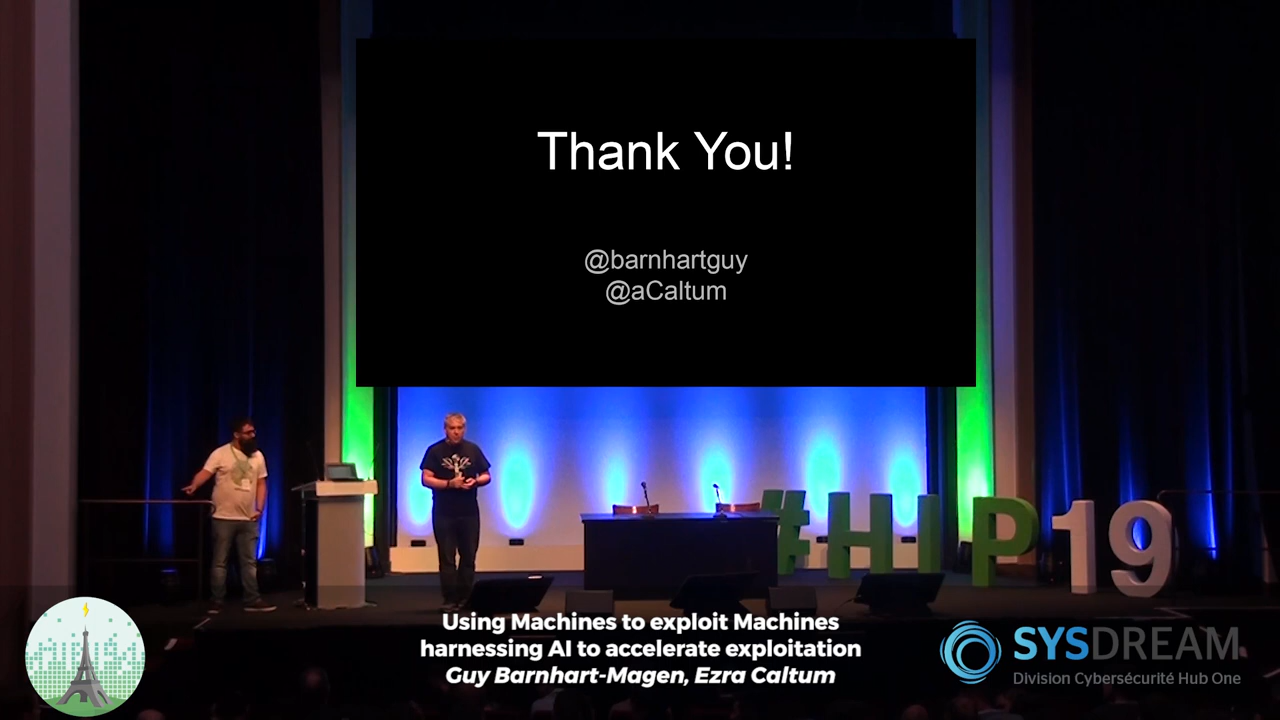 Thank You!
@barnhartguy
@aCaltum
#HIP19
Using Machines to exploit Machines
harnessing AI to accelerate exploitation
Guy Barnhart-Magen, Ezra Caltum
SYSDREAM
Division Cybersécurité Hub One